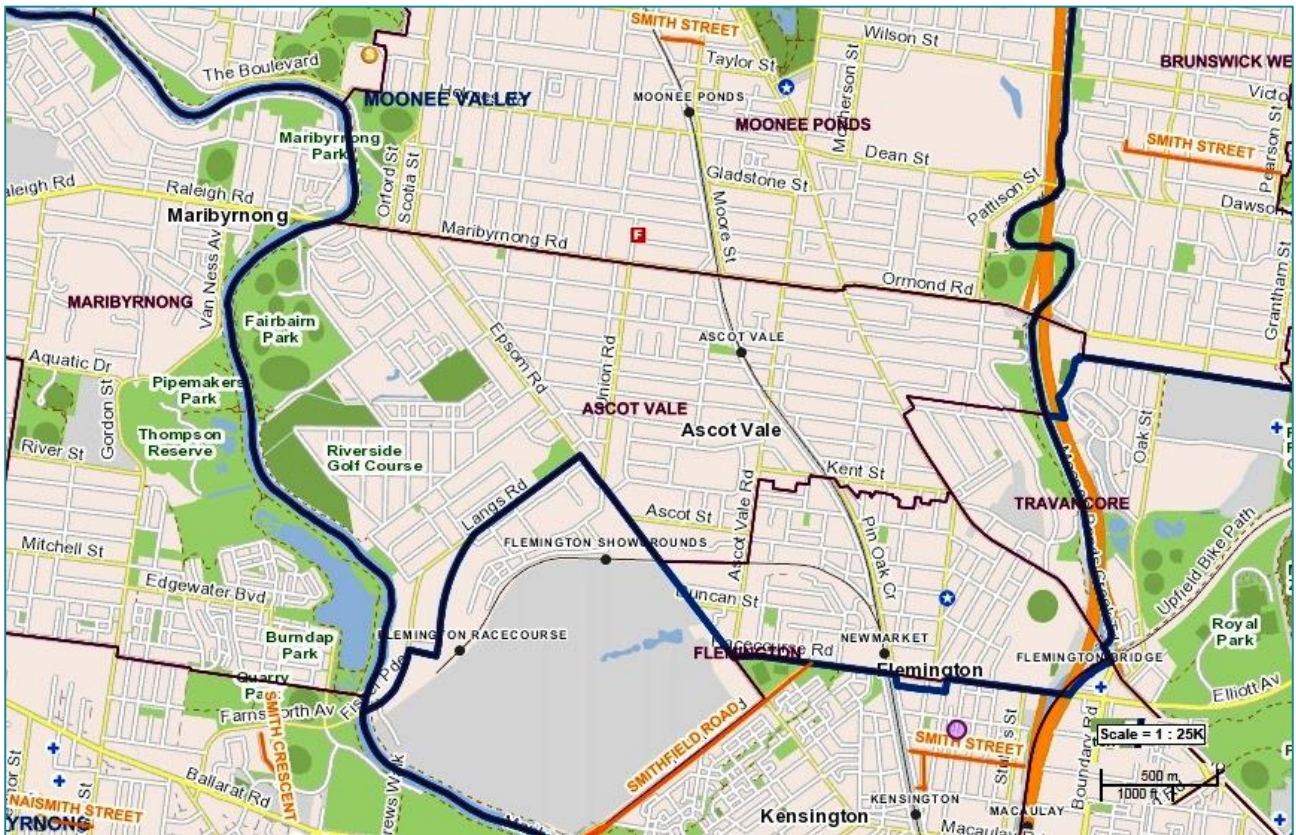 SMITH STREET
Wilson St
The Boulevard
Taylor St
BRUNSWICK WE
MOONEE VALLEY
MOONEE PONDS
Victo
MOONEE PONDS
Maribyrnong
Park
SMITH STREET
Pearson St
Dean St
Orford St
Scotia St
Gladstone St
aleigh Rd
Raleigh Rd
Pattison St
Dawson
Maribyrnong
Moore St
Maribyrnong Rd
F
Van Ness Av
Ormond Rd
Grantham St
MARIBYRNONG
Fairbairn
Park
ASCOT VALE
Epsom Rd
Union Rd
Aquatic Dr
Gordon St
Pipemakers
Park
ASCOT VALE
Ascot Vale
Oak St
Thompson
Reserve
River St
Riverside
Golf Course
Kent St
Langs Rd
Ascot Vale Rd
TRAVANCORE
Ascot St
Pin Oak Cr
Upfield Bike Path
Mitchell St
FLEMINGTON SHOWGROUNDS
Edgewater Bvd
Duncan St
Royal
Park
Burndap
Park
FLEMINGTON RACECOURSE
NEWMARKET
FLEMINGTON
Flemington
FLEMINGTON BRIDGE
Elliott Av
Farnsworth Av
SMITH CRESCENT
SMITHFIELD ROAD
Scale = 1 : 25K
SMITH STREET
Boundary Rd
500 m
1000 ft
Ballarat Rd
NAISMITH STREET
YRNONG
KENSINGTON
Kensington
MACAULAY
Macaulay